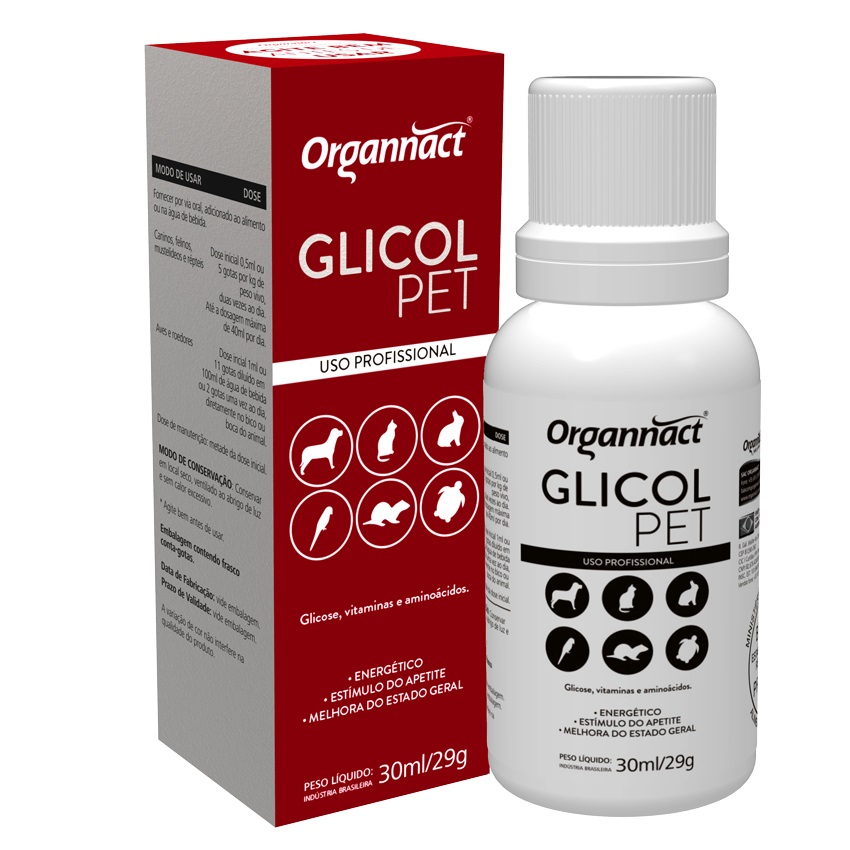 AGITE BEM
ANTES DE
USAR
MODO DE USAR DOSE
Fornecer por via oral, adicionado ao alimento
ou na água de bebida.
Caninos, felinos,
mustelídeos e répteis
Dose inicial 0,5ml ou
5 gotas por kg de
peso vivo,
duas vezes ao dia.
Até a dosagem máxima
de 40ml por dia.
Aves e roedores
Dose incial 1ml ou
11 gotas diluído em
100ml de água de bebida
ou 2 gotas uma vez ao dia,
diretamente no bico ou
boca do animal.
Dose de manutenção: metade da dose inicial.
MODO DE CONSERVAÇÃO: Conservar
em local seco, ventilado ao abrigo de luz
e sem calor excessivo.
* Agite bem antes de usar.
Embalagem contendo frasco
conta-gotas.
Data de Fabricação: vide embalagem.
Prazo de Validade: vide embalagem.
A variação de cor não interfere na
qualidade do produto.
Organnact®
GLICOL
PET
USO PROFISSIONAL
Glicose, vitaminas e aminoácidos.
• ENERGÉTICO
• ESTÍMULO DO APETITE
• MELHORA DO ESTADO GERAL
PESO LÍQUIDO: 30ml/29g
INDÚSTRIA BRASILEIRA
Organnact®
GLICOL
PET
USO PROFISSIONAL
Glicose, vitaminas e aminoácidos.
• ENERGÉTICO
• ESTÍMULO DO APETITE
• MELHORA DO ESTADO GERAL
PESO LÍQUIDO: 30ml/29g
INDÚSTRIA BRASILEIRA
DOSE